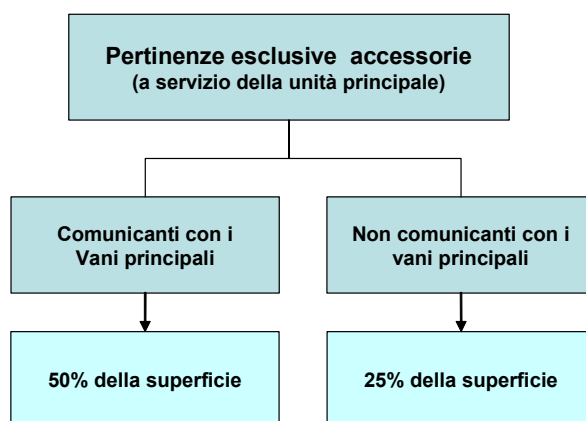 Pertinenze esclusive accessorie
(a servizio della unità principale)
Comunicanti con i
Vani principali
Non comunicanti con i
vani principali
50% della superficie
25% della superficie